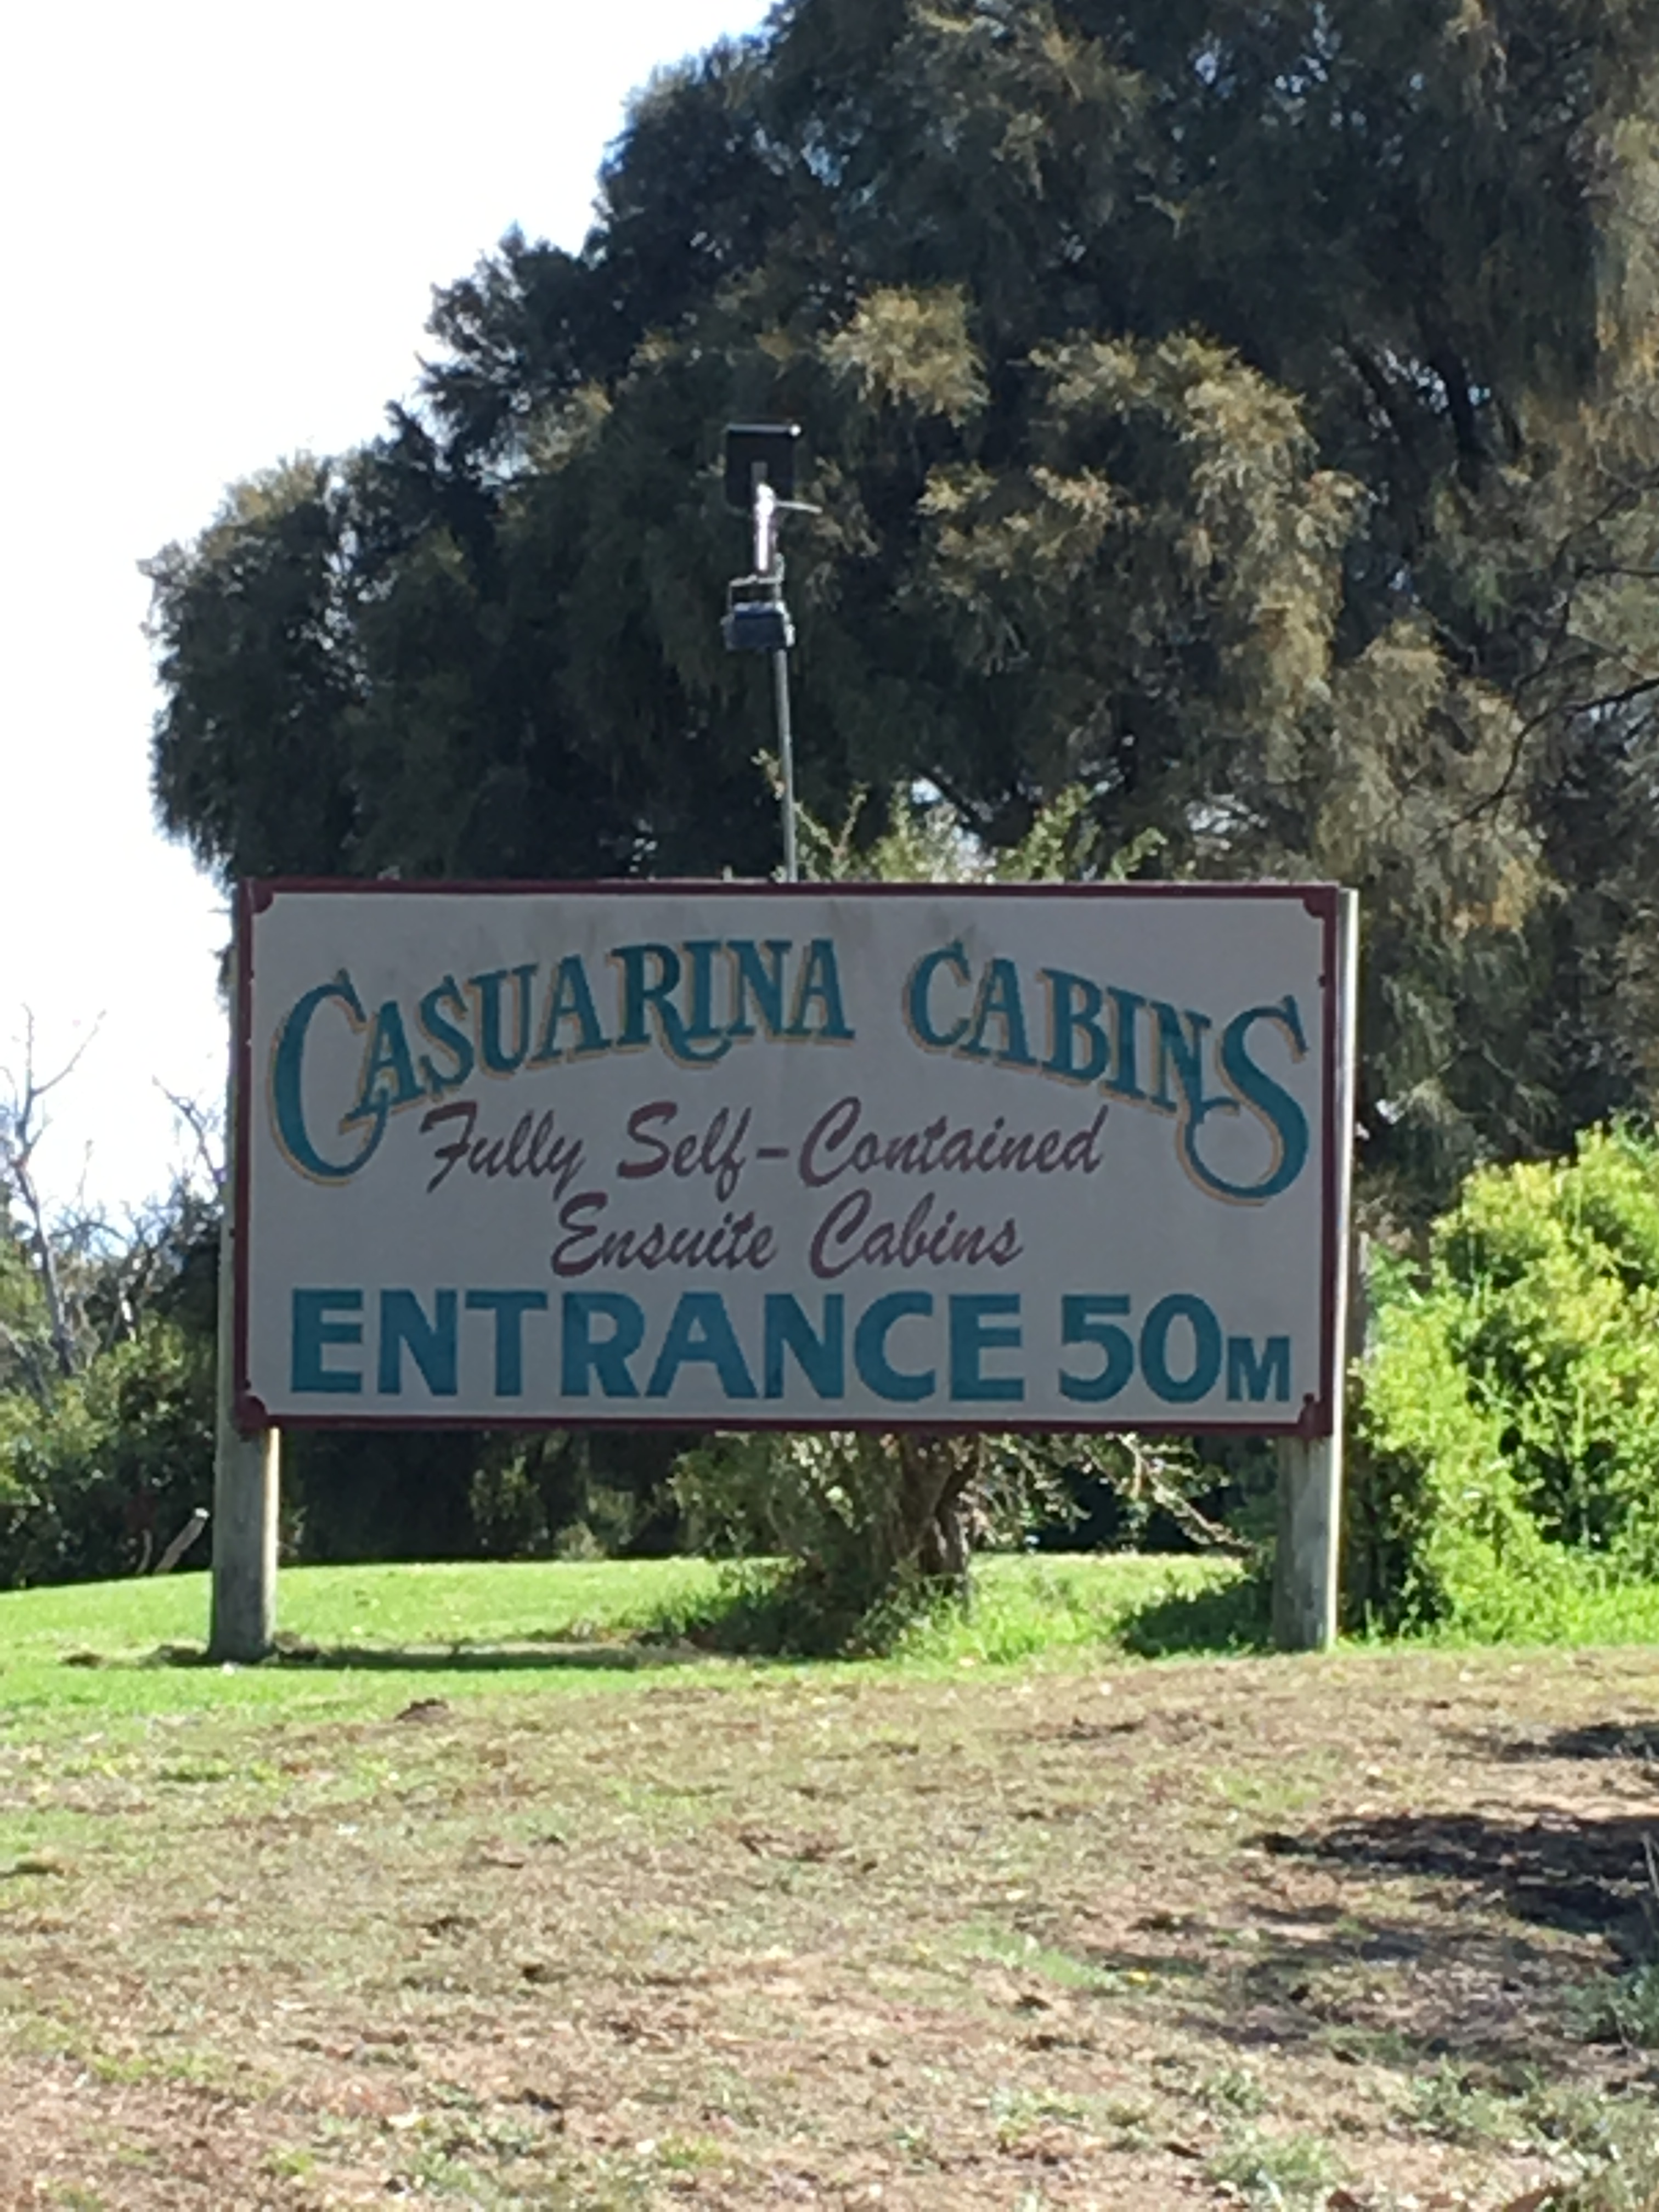 CASUARINA CABINS
Fully Self-Contained
Ensuite Cabins
ENTRANCE 50M